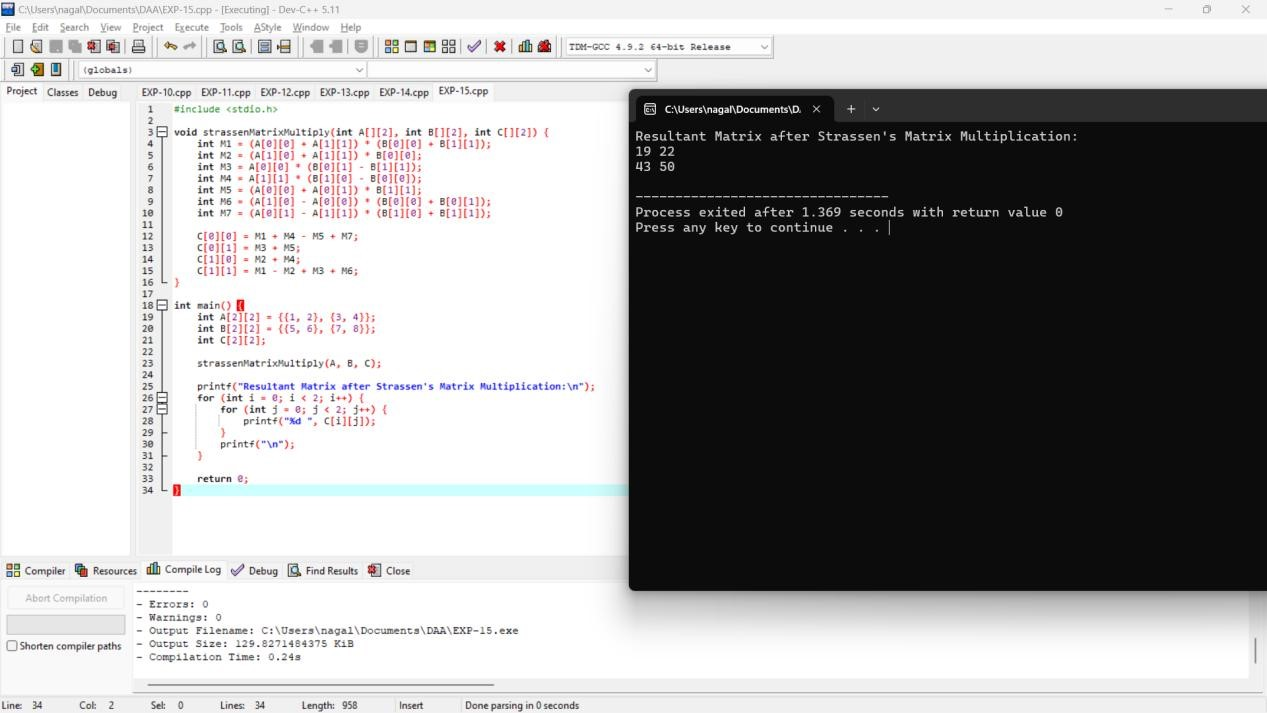 C:\Users\nagal\Documents\DAA\EXP-15.cpp - [Executing] - Dev-C++ 5.11
File Edit Search View Project Execute Tools AStyle Window Help
TDM-GCC 4.9.2 64-bit Release
(globals)
Project Classes Debug
EXP-10.cpp EXP-11.cpp EXP-12.cpp EXP-13.cpp EXP-14.cpp EXP-15.cpp
1 #include <stdio.h>
2
3 void strassenMatrixMultiply(int A[][2], int B[][2], int C[][2]) {
4     int M1 = (A[0][0] + A[1][1]) * (B[0][0] + B[1][1]);
5     int M2 = (A[1][0] + A[1][1]) * B[0][0];
6     int M3 = A[0][0] * (B[0][1] - B[1][1]);
7     int M4 = A[1][1] * (B[1][0] - B[0][0]);
8     int M5 = (A[0][0] + A[0][1]) * B[1][1];
9     int M6 = (A[1][0] - A[0][0]) * (B[0][0] + B[0][1]);
10     int M7 = (A[0][1] - A[1][1]) * (B[1][0] + B[1][1]);
11
12     C[0][0] = M1 + M4 - M5 + M7;
13     C[0][1] = M3 + M5;
14     C[1][0] = M2 + M4;
15     C[1][1] = M1 - M2 + M3 + M6;
16 }
17
18 int main() {
19     int A[2][2] = {{1, 2}, {3, 4}};
20     int B[2][2] = {{5, 6}, {7, 8}};
21     int C[2][2];
22
23     strassenMatrixMultiply(A, B, C);
24
25     printf("Resultant Matrix after Strassen's Matrix Multiplication:\n");
26     for (int i = 0; i < 2; i++) {
27         for (int j = 0; j < 2; j++) {
28             printf("%d ", C[i][j]);
29         }
30         printf("\n");
31     }
32
33     return 0;
34 }
C:\Users\nagal\Documents\D.
Resultant Matrix after Strassen's Matrix Multiplication:
19 22
43 50
--------------------------------
Process exited after 1.369 seconds with return value 0
Press any key to continue . . .
Compiler Resources Compile Log Debug Find Results Close
Abort Compilation
Shorten compiler paths
--------
- Errors: 0
- Warnings: 0
- Output Filename: C:\Users\nagal\Documents\DAA\EXP-15.exe
- Output Size: 129.8271484375 KiB
- Compilation Time: 0.24s
Line: 34 Col: 2 Sel: 0 Lines: 34 Length: 958 Insert Done parsing in 0 seconds